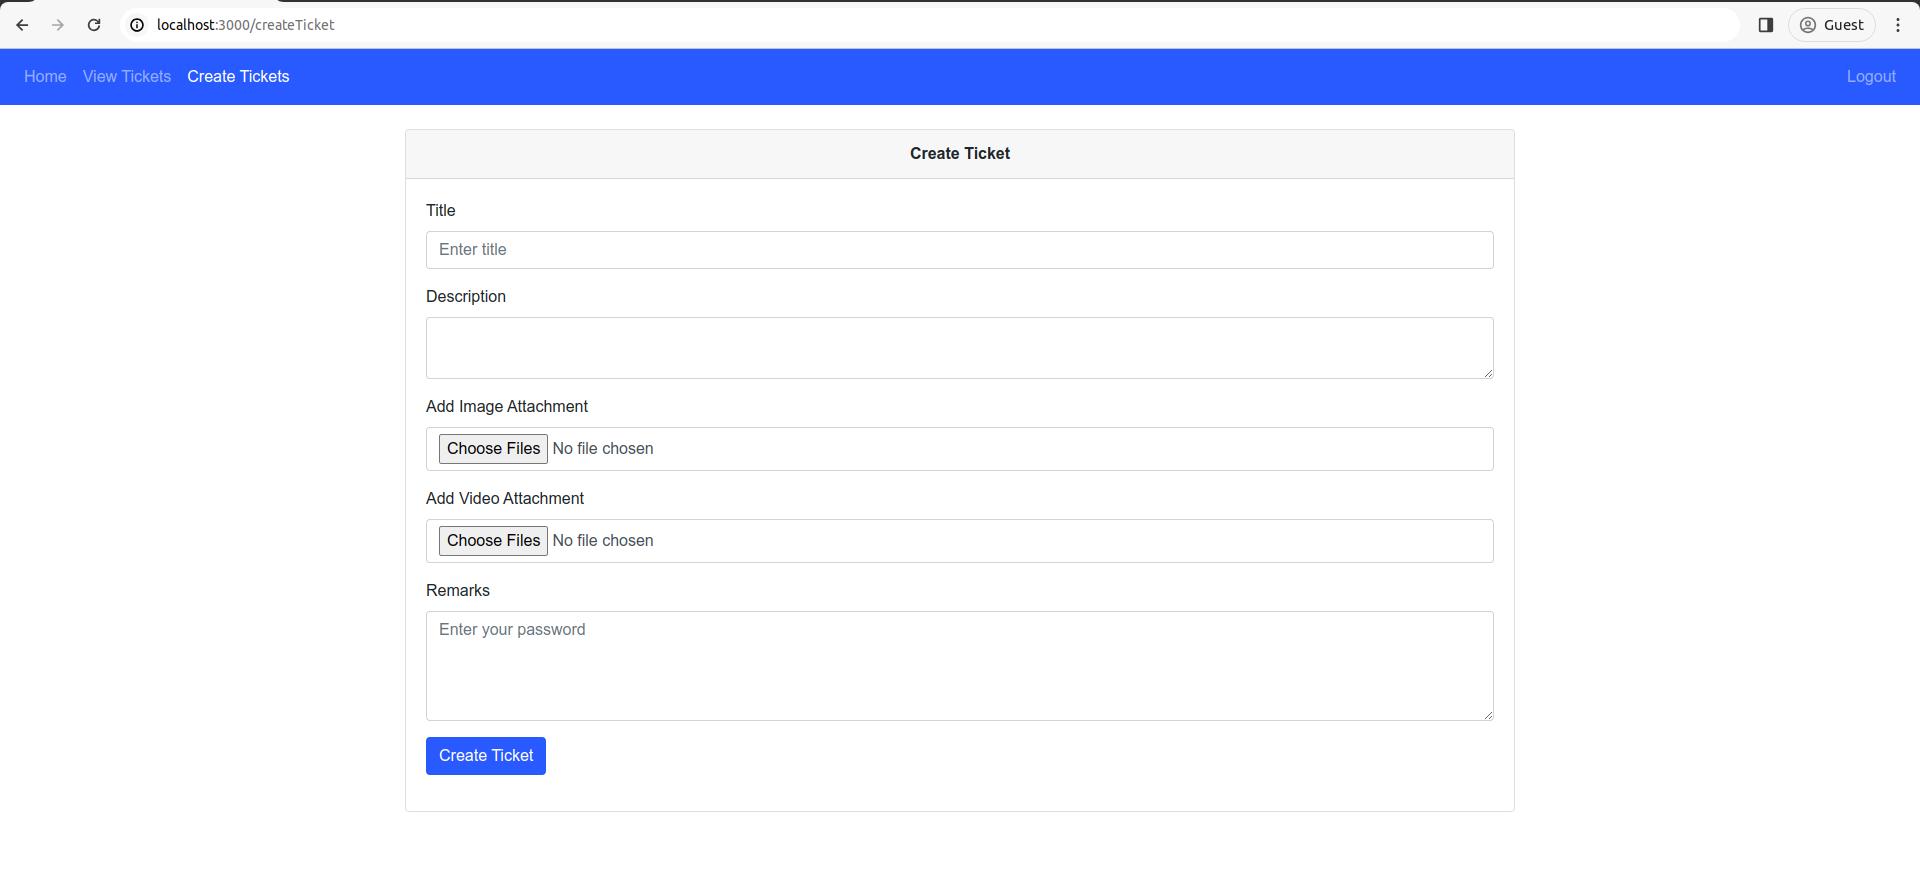 localhost:3000/createTicket
Guest
Home View Tickets Create Tickets Logout
Create Ticket
Title
Enter title
Description
Add Image Attachment
Choose Files No file chosen
Add Video Attachment
Choose Files No file chosen
Remarks
Enter your password
Create Ticket